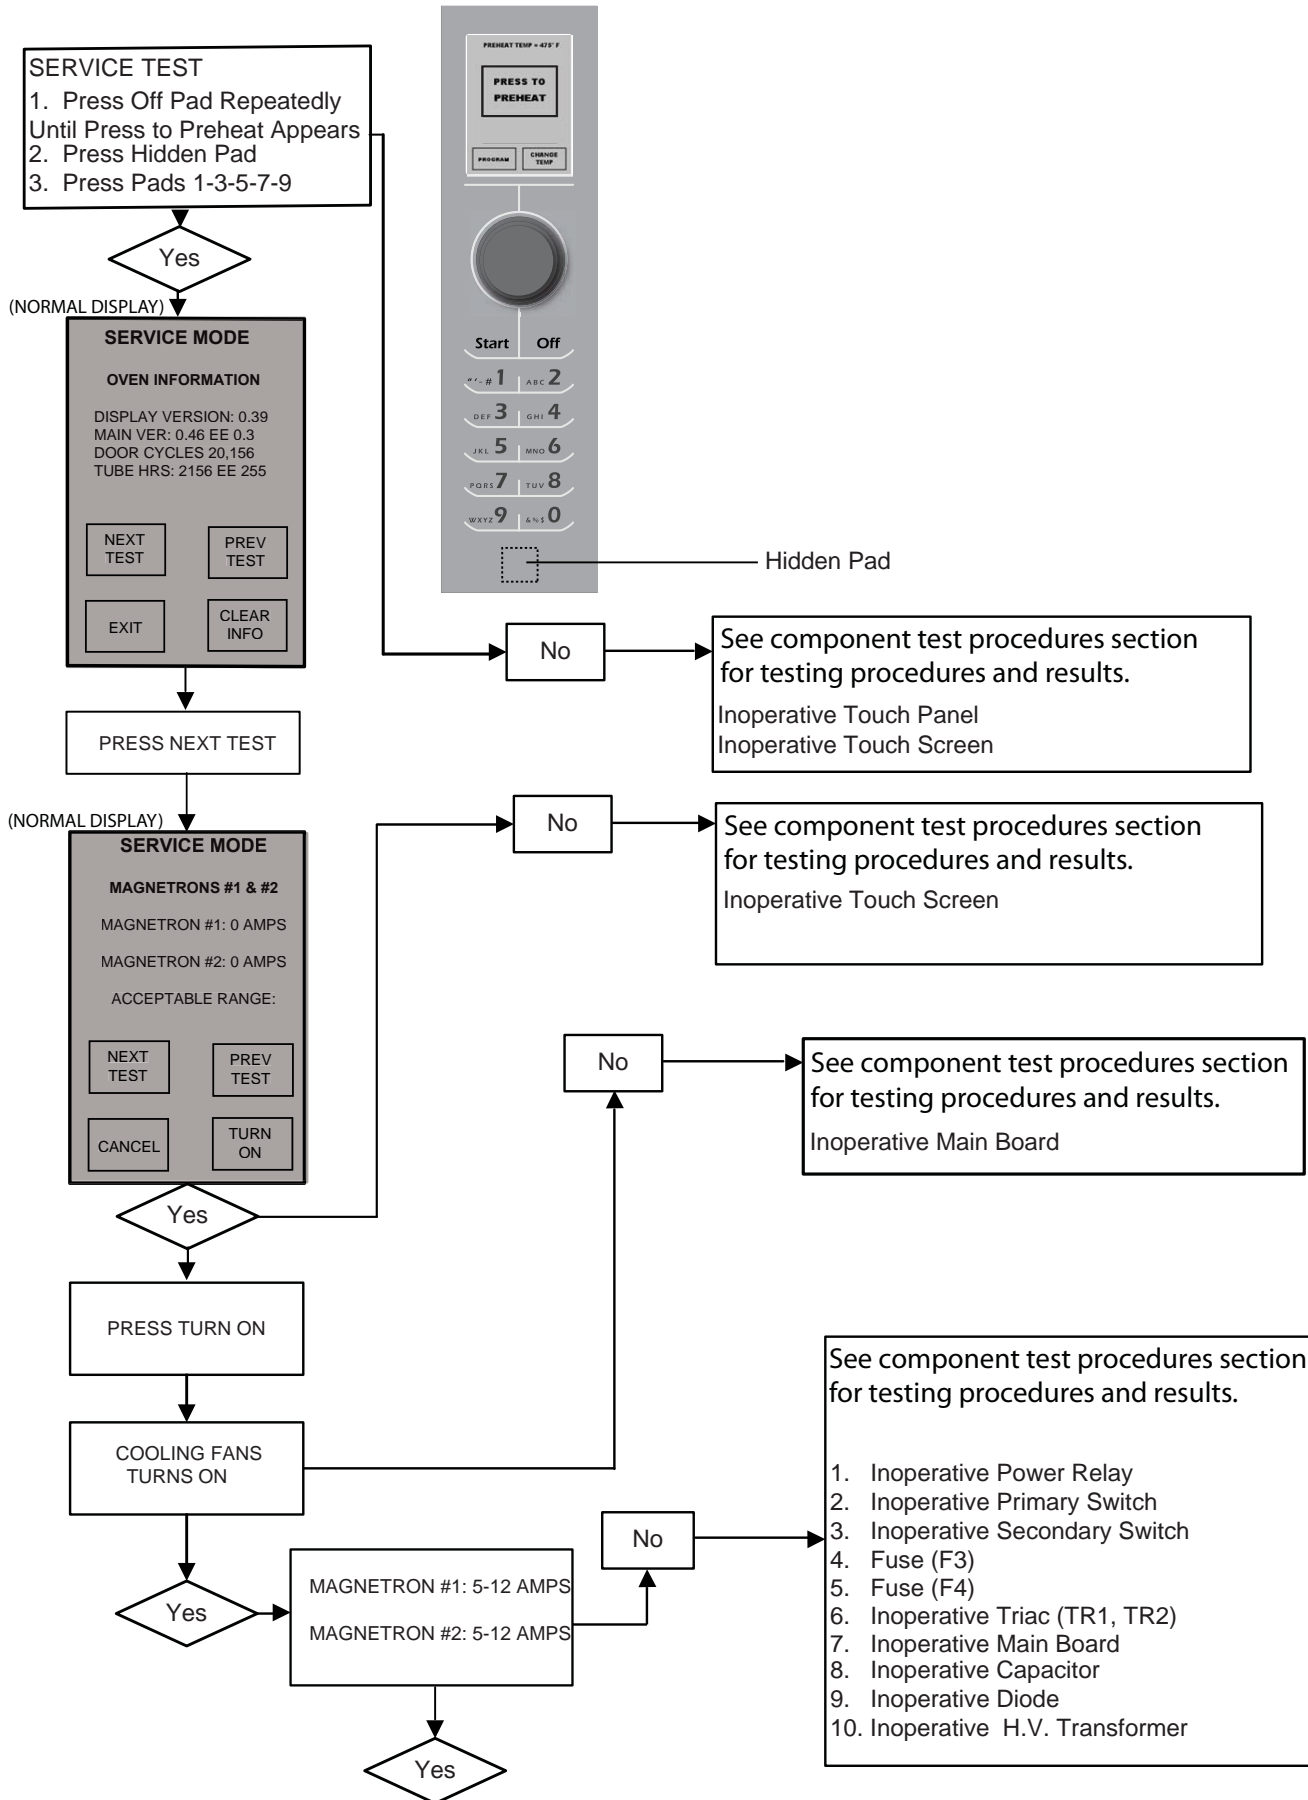 SERVICE TEST
1. Press Off Pad Repeatedly
Until Press to Preheat Appears
2. Press Hidden Pad
3. Press Pads 1-3-5-7-9
PREHEAT TEMP = 475° F
PRESS TO
PREHEAT
PROGRAM
CHANGE
TEMP
Start
Off
"'-# 1
ABC 2
DEF 3
GHI 4
JKL 5
MNO 6
PQRS 7
TUV 8
WXYZ 9
&%$ 0
Hidden Pad
Yes
(NORMAL DISPLAY)
SERVICE MODE
OVEN INFORMATION
DISPLAY VERSION: 0.39
MAIN VER: 0.46 EE 0.3
DOOR CYCLES 20,156
TUBE HRS: 2156 EE 255
NEXT
TEST
PREV
TEST
EXIT
CLEAR
INFO
No
See component test procedures section
for testing procedures and results.
Inoperative Touch Panel
Inoperative Touch Screen
PRESS NEXT TEST
(NORMAL DISPLAY)
SERVICE MODE
MAGNETRONS #1 & #2
MAGNETRON #1: 0 AMPS
MAGNETRON #2: 0 AMPS
ACCEPTABLE RANGE:
NEXT
TEST
PREV
TEST
CANCEL
TURN
ON
No
See component test procedures section
for testing procedures and results.
Inoperative Touch Screen
Yes
No
See component test procedures section
for testing procedures and results.
Inoperative Main Board
PRESS TURN ON
COOLING FANS
TURNS ON
Yes
MAGNETRON #1: 5-12 AMPS
MAGNETRON #2: 5-12 AMPS
No
See component test procedures section
for testing procedures and results.
1. Inoperative Power Relay
2. Inoperative Primary Switch
3. Inoperative Secondary Switch
4. Fuse (F3)
5. Fuse (F4)
6. Inoperative Triac (TR1, TR2)
7. Inoperative Main Board
8. Inoperative Capacitor
9. Inoperative Diode
10. Inoperative H.V. Transformer
Yes